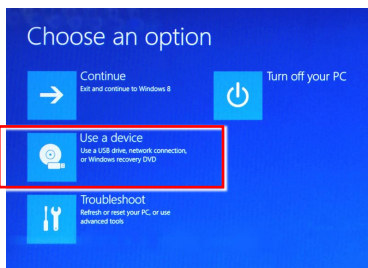 Choose an option
Continue
Exit and continue to Windows 8
Turn off your PC
Use a device
Use a USB drive, network connection,
or Windows recovery DVD
Troubleshoot
Refresh or reset your PC, or use
advanced tools